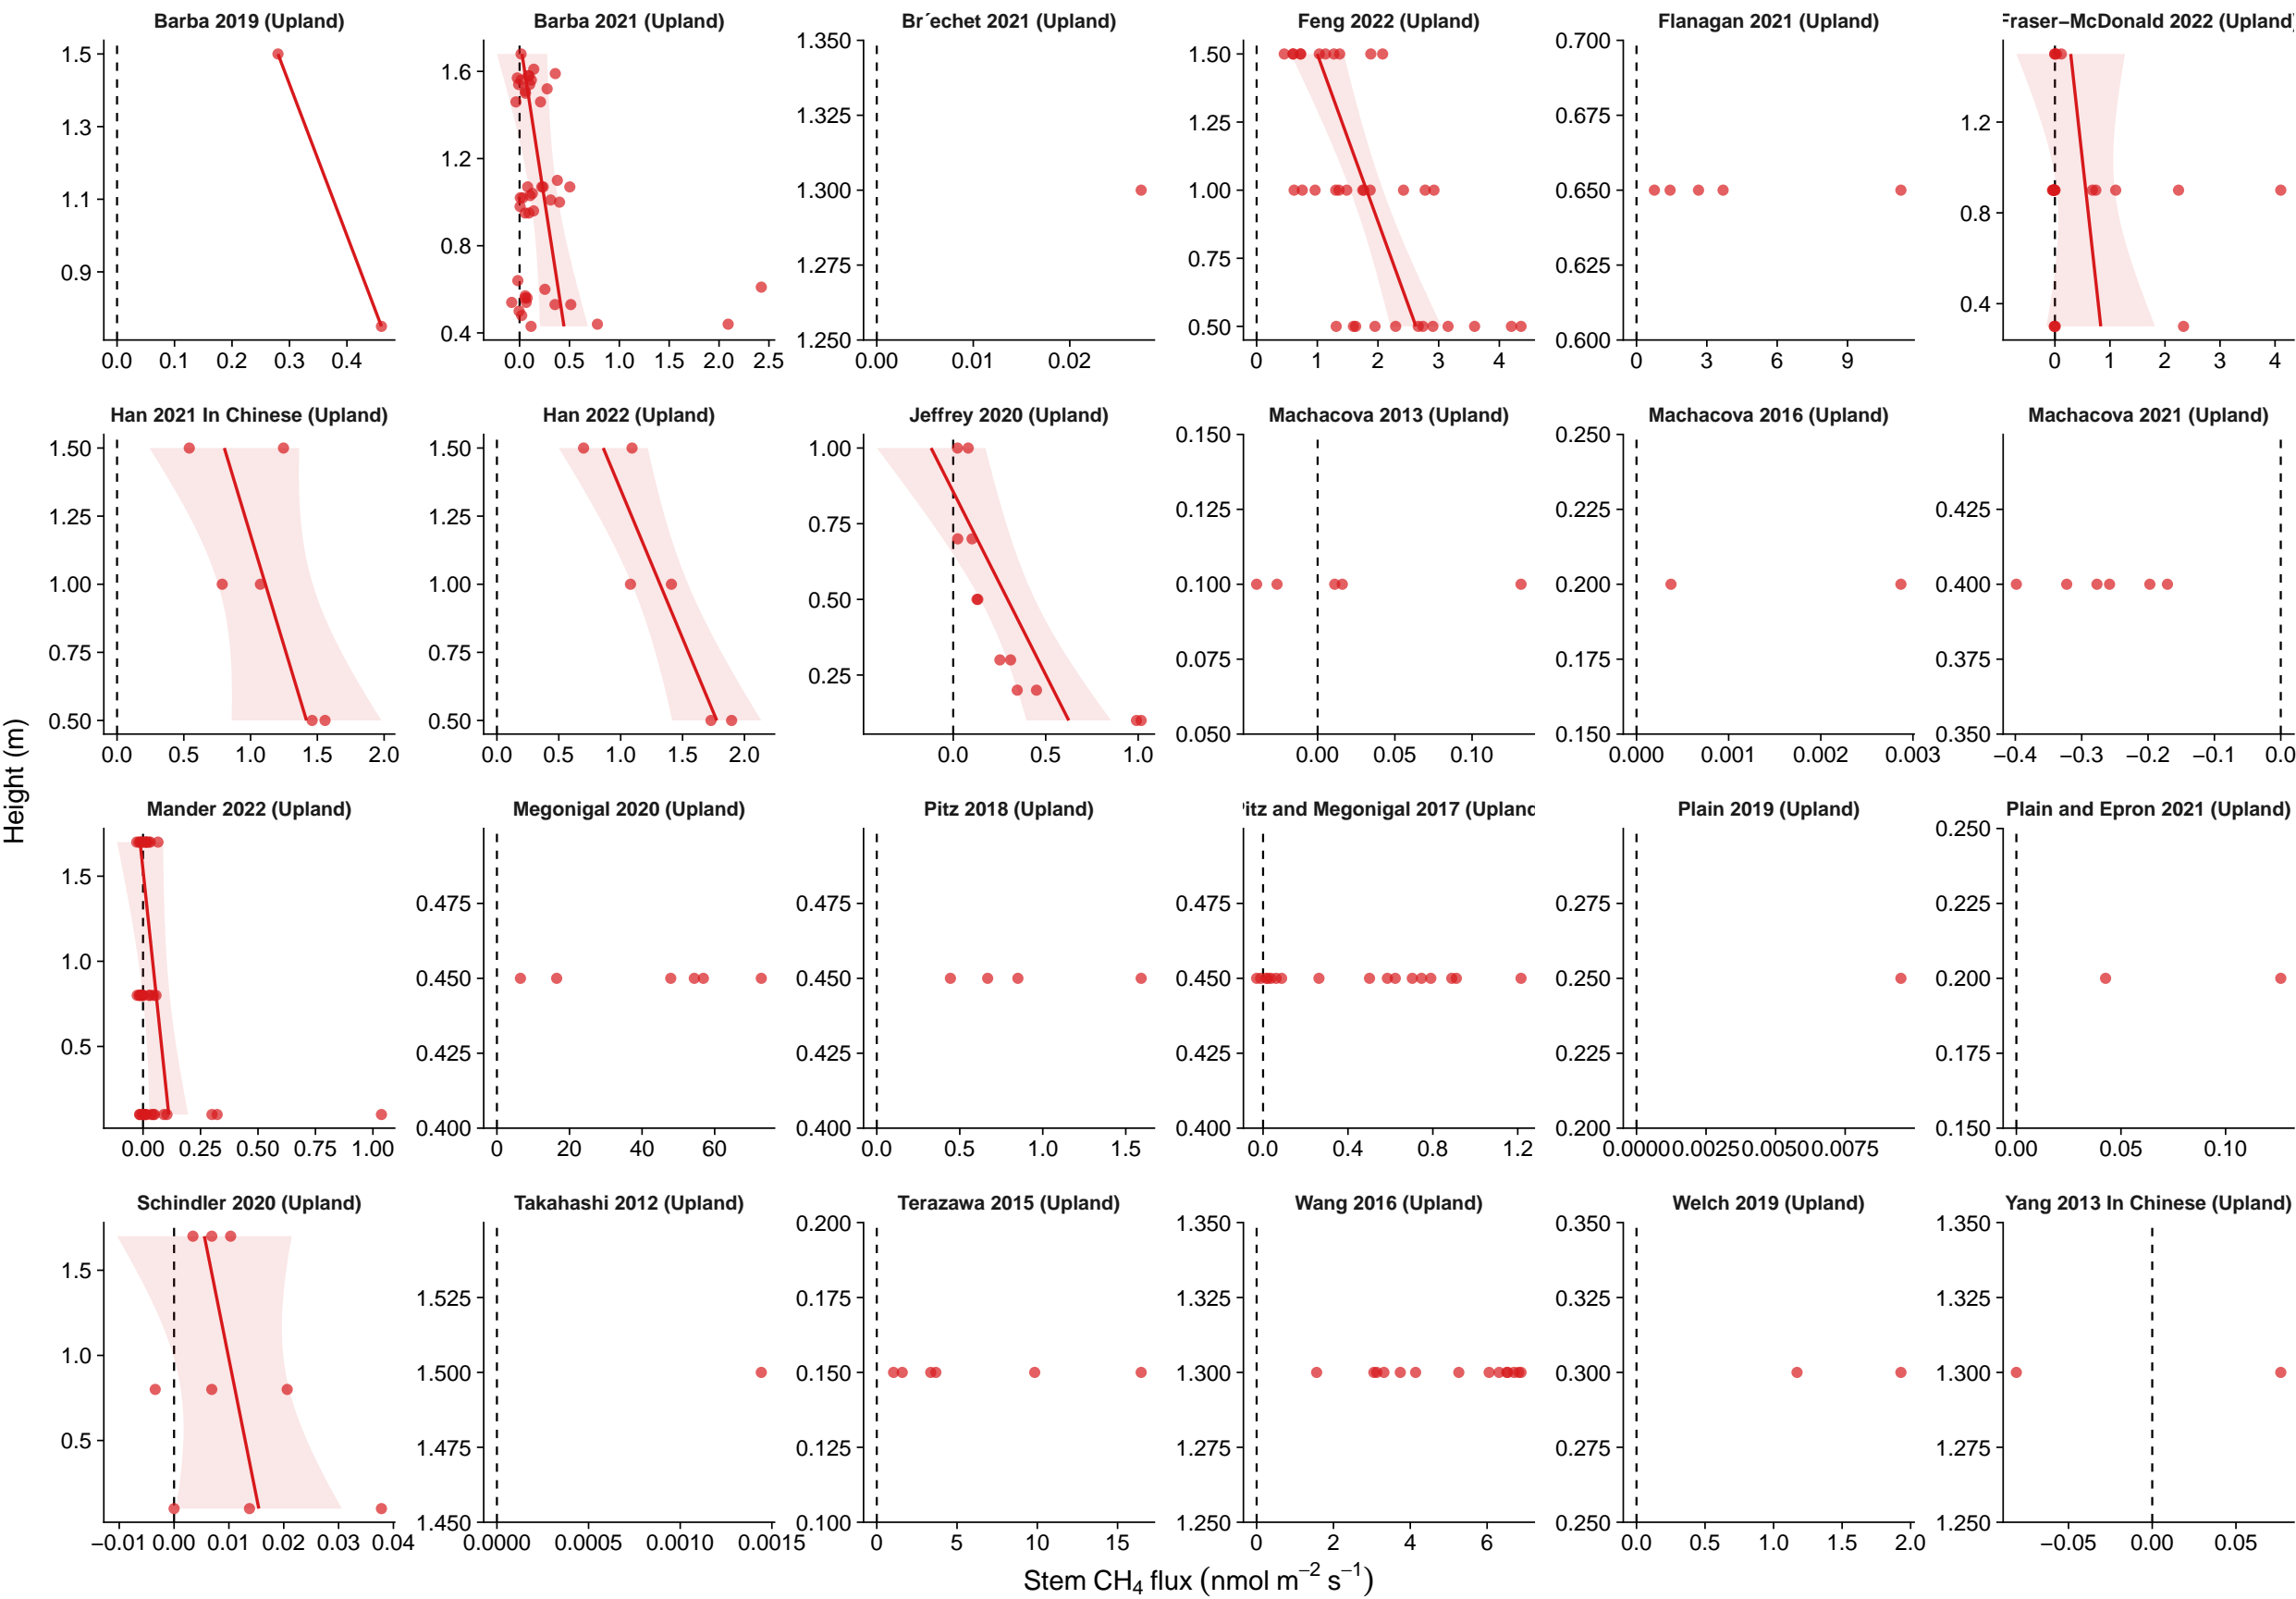 Barba 2019 (Upland)
Barba 2021 (Upland)
Br´echet 2021 (Upland)
Feng 2022 (Upland)
Flanagan 2021 (Upland)
Fraser−McDonald 2022 (Upland)
1.5
1.3
1.1
0.9
0.0 0.1 0.2 0.3 0.4
1.6
1.2
0.8
0.4
0.0 0.5 1.0 1.5 2.0 2.5
1.350
1.325
1.300
1.275
1.250
0.00 0.01 0.02
1.50
1.25
1.00
0.75
0.50
0 1 2 3 4
0.700
0.675
0.650
0.625
0.600
0 3 6 9
1.2
0.8
0.4
0 1 2 3 4
Han 2021 In Chinese (Upland)
Han 2022 (Upland)
Jeffrey 2020 (Upland)
Machacova 2013 (Upland)
Machacova 2016 (Upland)
Machacova 2021 (Upland)
1.50
1.25
1.00
0.75
0.50
0.0 0.5 1.0 1.5 2.0
1.50
1.25
1.00
0.75
0.50
0.0 0.5 1.0 1.5 2.0
1.00
0.75
0.50
0.25
0.0 0.5 1.0
0.150
0.125
0.100
0.075
0.050
0.00 0.05 0.10
0.250
0.225
0.200
0.175
0.150
0.000 0.001 0.002 0.003
0.425
0.400
0.375
0.350
−0.4 −0.3 −0.2 −0.1 0.0
Height (m)
Mander 2022 (Upland)
Megonigal 2020 (Upland)
Pitz 2018 (Upland)
Pitz and Megonigal 2017 (Upland
Plain 2019 (Upland)
Plain and Epron 2021 (Upland)
1.5
1.0
0.5
0.00 0.25 0.50 0.75 1.00
0.475
0.450
0.425
0.400
0 20 40 60
0.475
0.450
0.425
0.400
0.0 0.5 1.0 1.5
0.475
0.450
0.425
0.400
0.0 0.4 0.8 1.2
0.275
0.250
0.225
0.200
0.0000 0.0025 0.0050 0.0075
0.250
0.225
0.200
0.175
0.150
0.00 0.05 0.10
Schindler 2020 (Upland)
Takahashi 2012 (Upland)
Terazawa 2015 (Upland)
Wang 2016 (Upland)
Welch 2019 (Upland)
Yang 2013 In Chinese (Upland)
1.5
1.0
0.5
−0.01 0.00 0.01 0.02 0.03 0.04
1.525
1.500
1.475
1.450
0.0000 0.0005 0.0010 0.0015
0.200
0.175
0.150
0.125
0.100
0 5 10 15
1.350
1.325
1.300
1.275
1.250
0 2 4 6
0.350
0.325
0.300
0.275
0.250
0.0 0.5 1.0 1.5 2.0
1.350
1.325
1.300
1.275
1.250
−0.05 0.00 0.05
Stem CH₄ flux (nmol m⁻² s⁻¹)